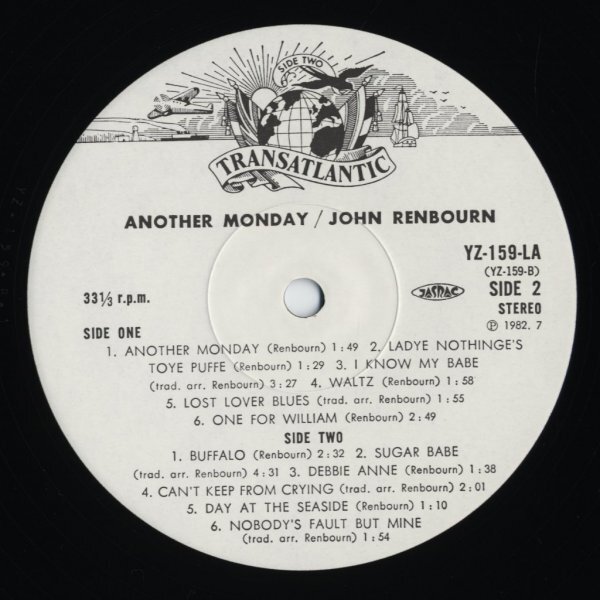 SIDE TWO
TRANSATLANTIC
ANOTHER MONDAY / JOHN RENBOURN
YZ-159-LA
(YZ-159-B)
33⅓ r.p.m.
JASRAC
SIDE 2
STEREO
Ⓟ 1982. 7
SIDE ONE
1. ANOTHER MONDAY (Renbourn) 1:49 2. LADYE NOTHINGE'S
TOYE PUFFE (Renbourn) 1:29 3. I KNOW MY BABE
(trad. arr. Renbourn) 3:27 4. WALTZ (Renbourn) 1:58
5. LOST LOVER BLUES (trad. arr. Renbourn) 1:55
6. ONE FOR WILLIAM (Renbourn) 2:49
SIDE TWO
1. BUFFALO (Renbourn) 2:32 2. SUGAR BABE
(trad. arr. Renbourn) 4:31 3. DEBBIE ANNE (Renbourn) 1:38
4. CAN'T KEEP FROM CRYING (trad. arr. Renbourn) 2:01
5. DAY AT THE SEASIDE (Renbourn) 1:10
6. NOBODY'S FAULT BUT MINE
(trad. arr. Renbourn) 1:54